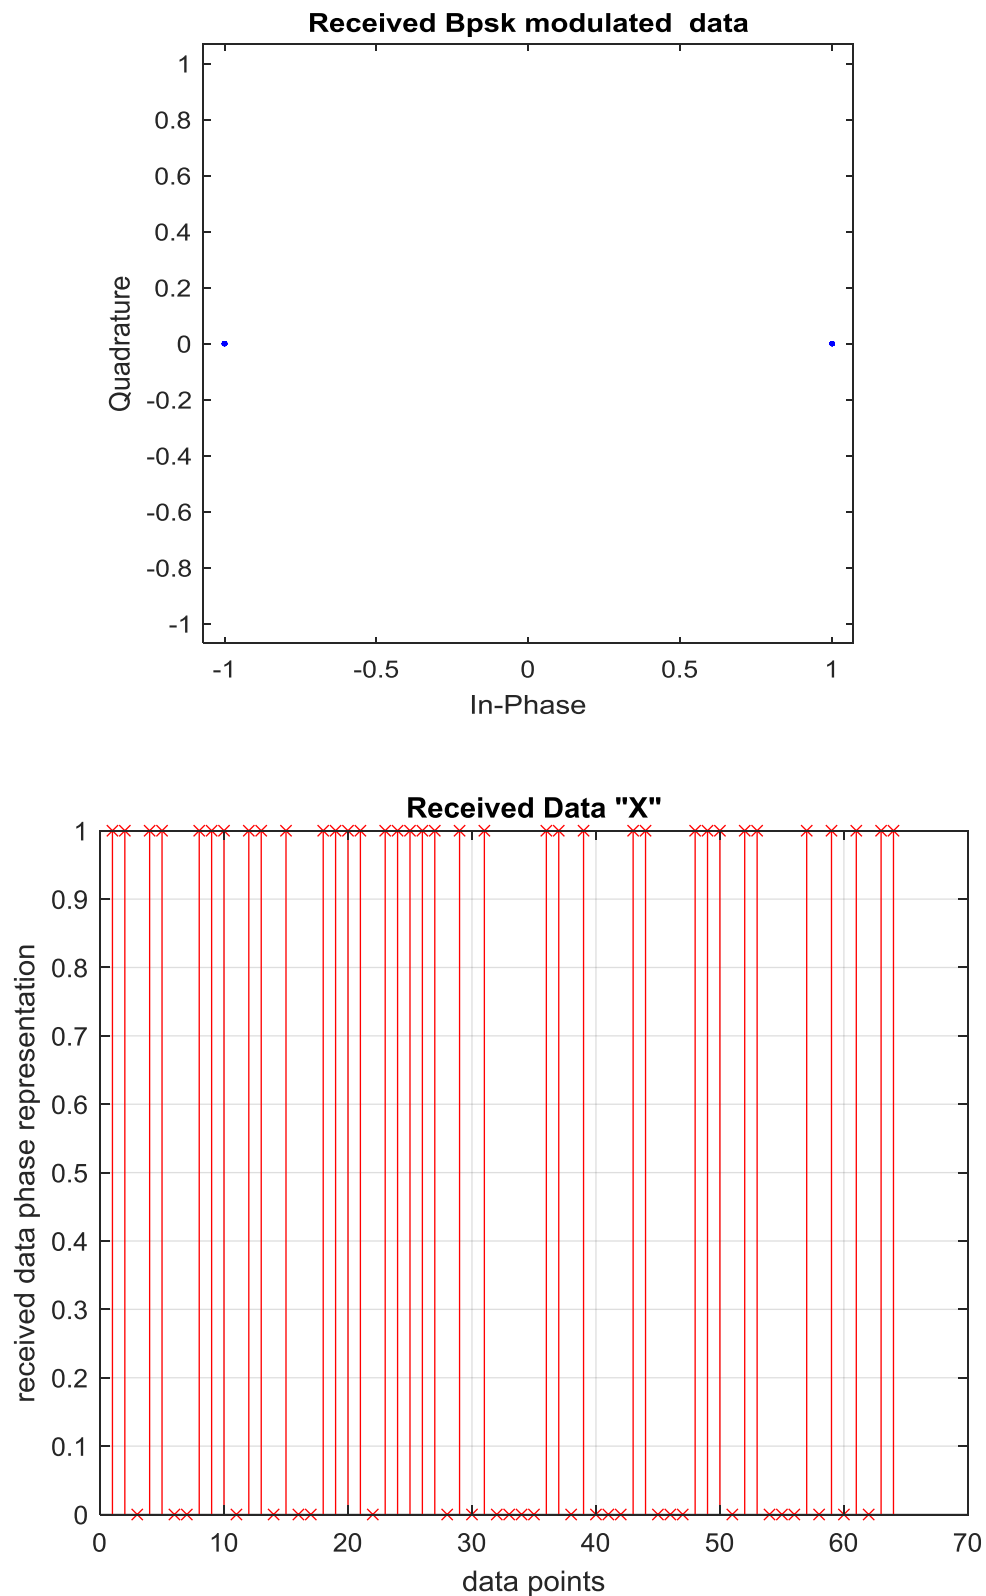 Received Bpsk modulated  data
1
0.8
0.6
0.4
0.2
0
-0.2
-0.4
-0.6
-0.8
-1
Quadrature
-1 -0.5 0 0.5 1
In-Phase
Received Data "X"
1
0.9
0.8
0.7
0.6
0.5
0.4
0.3
0.2
0.1
0
received data phase representation
0 10 20 30 40 50 60 70
data points